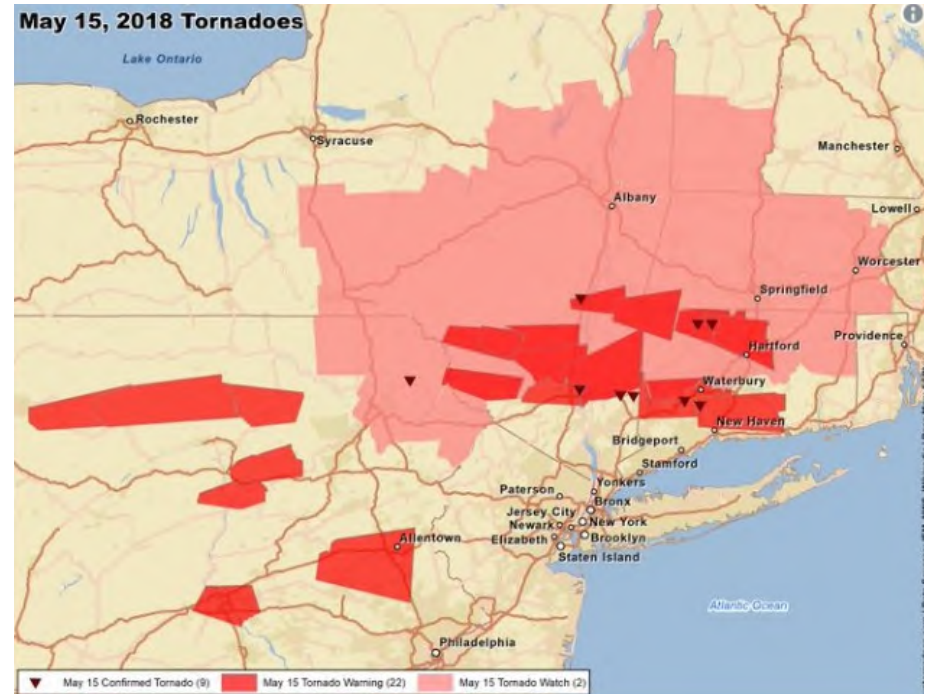 May 15, 2018 Tornadoes
Lake Ontario
Rochester
Syracuse
Manchester
Albany
Lowell
Worcester
Springfield
Providence
Hartford
Waterbury
New Haven
Bridgeport
Stamford
Yonkers
Paterson
Bronx
Jersey City
New York
Newark
Elizabeth
Brooklyn
Allentown
Staten Island
Atlantic Ocean
Philadelphia
May 15 Confirmed Tornado (9)
May 15 Tornado Warning (22)
May 15 Tornado Watch (2)